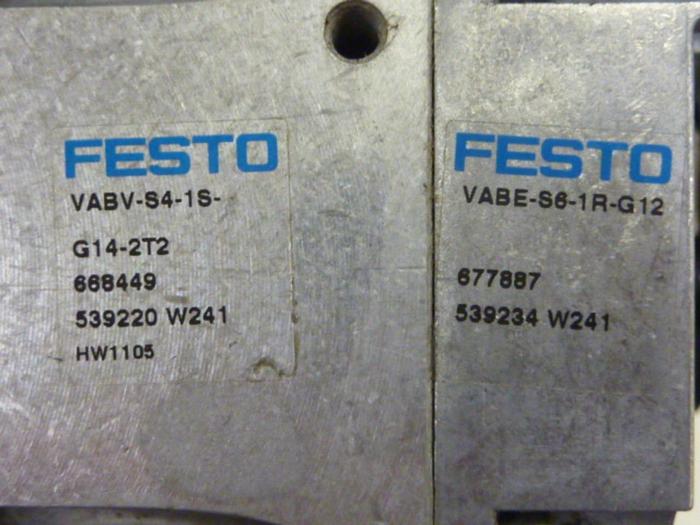 FESTO
VABV-S4-1S-
G14-2T2
668449
539220 W241
HW1105
FESTO
VABE-S6-1R-G12
677887
539234 W241